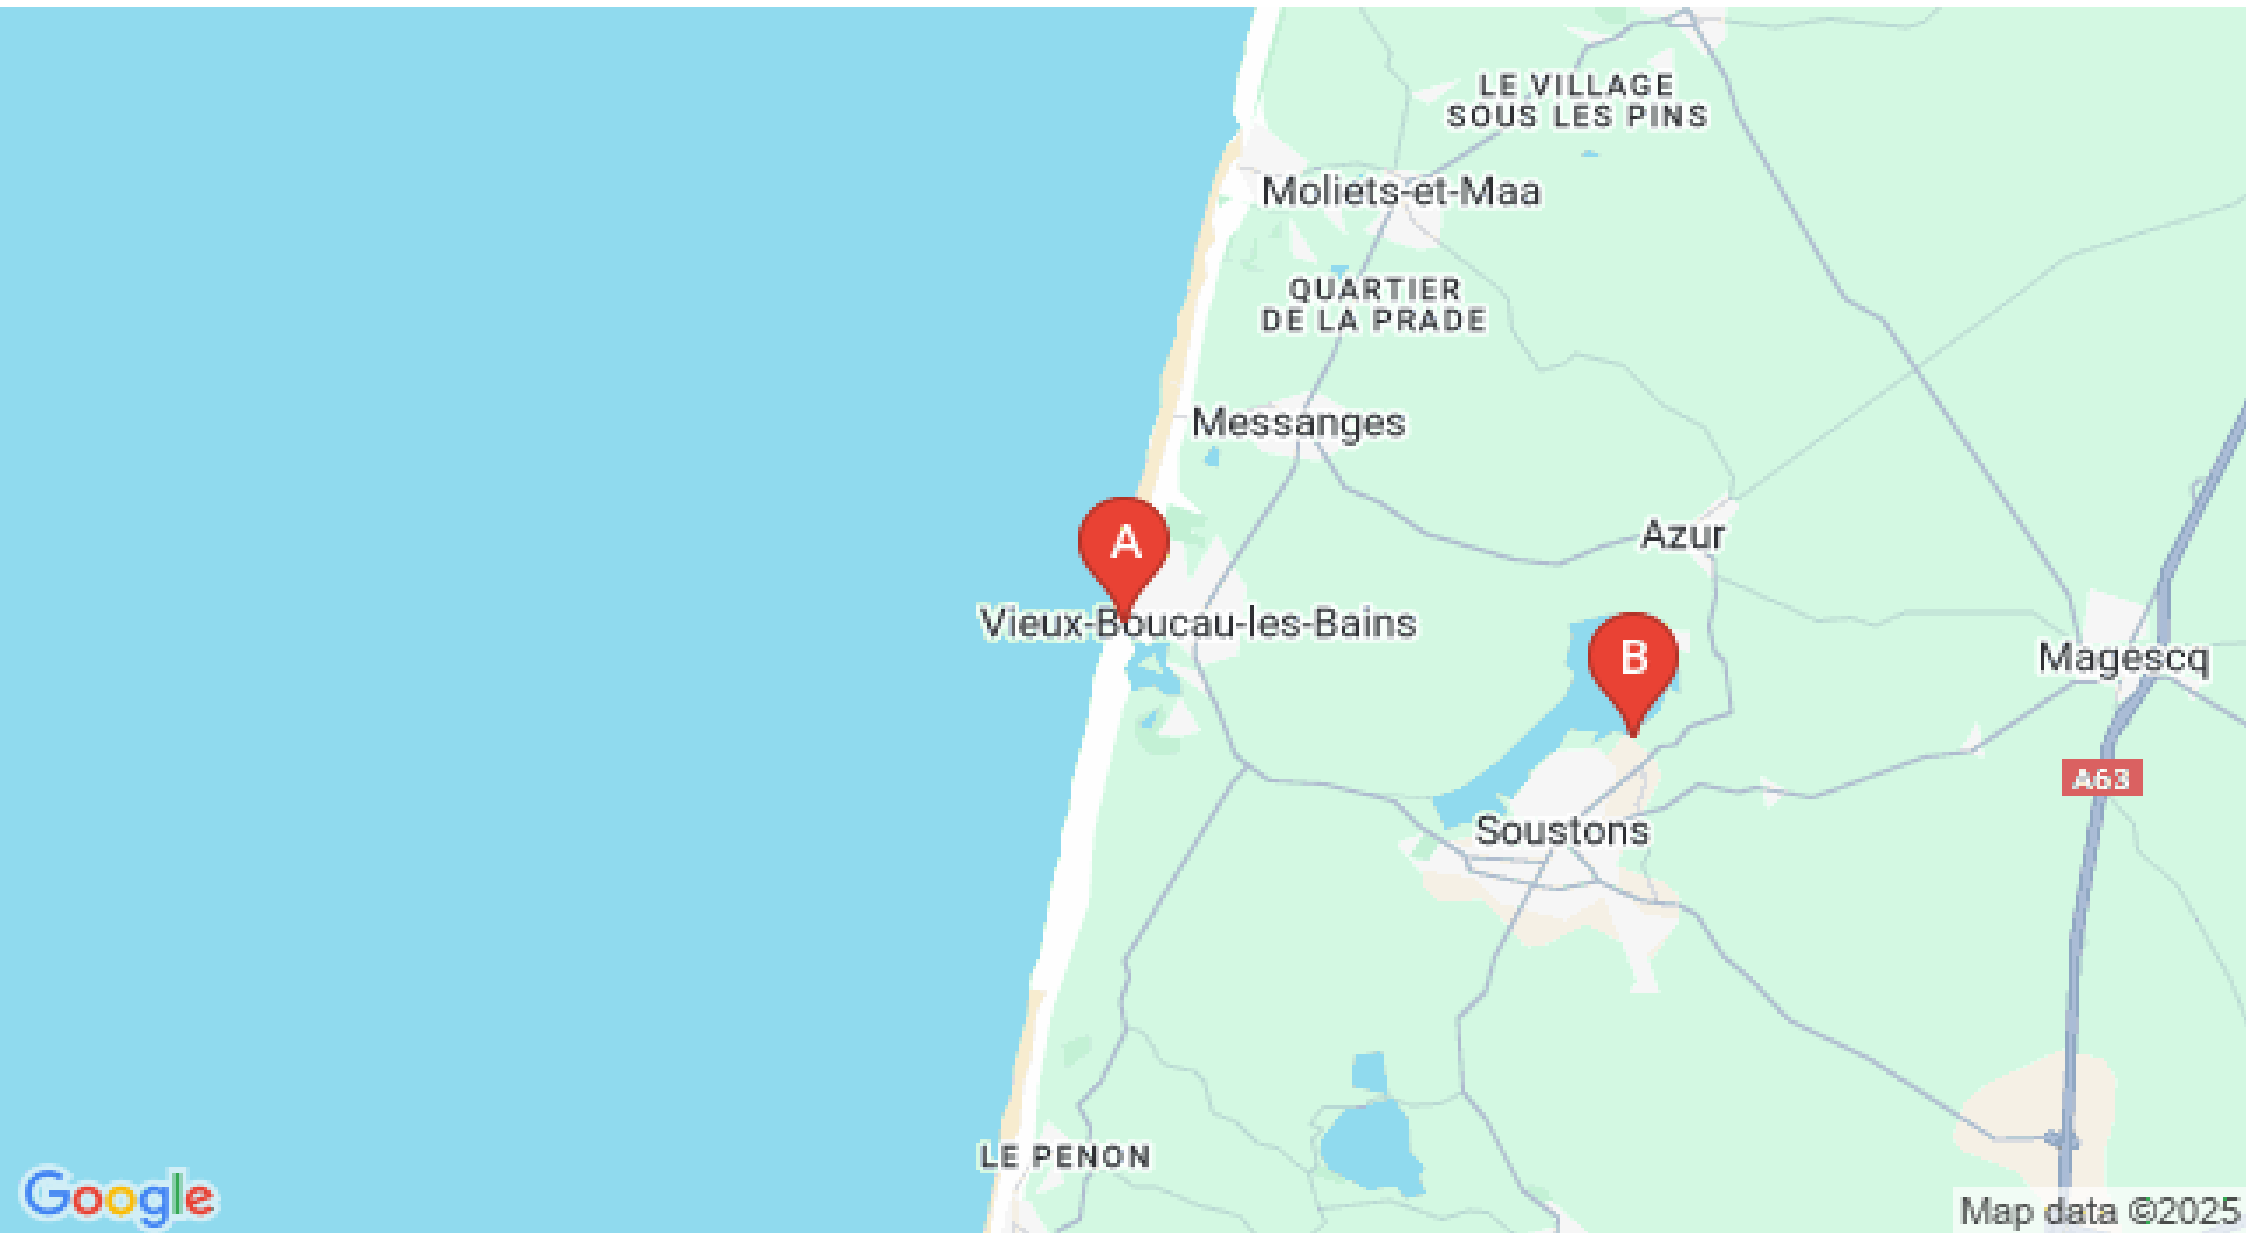 LE VILLAGE
SOUS LES PINS
Moliets-et-Maa
QUARTIER
DE LA PRADE
Messanges
Azur
A
Vieux-Boucau-les-Bains
B
Magescq
A63
Soustons
LE PENON
Google
Map data ©2025